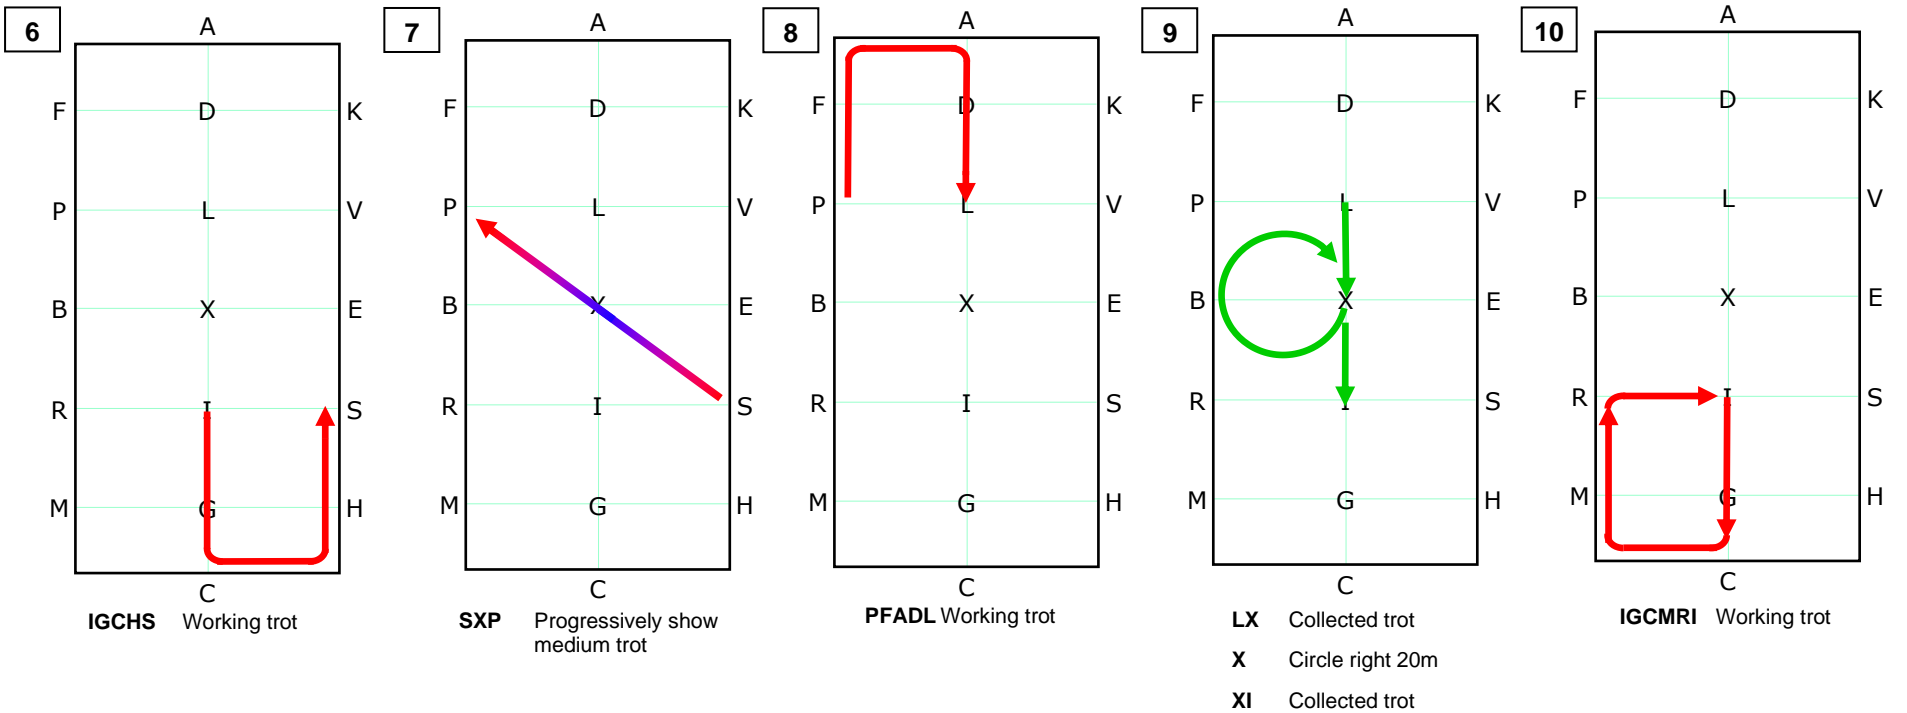 6
A
F D K
P L V
B X E
R I S
M G H
C
IGCHS Working trot
7
A
F D K
P L V
B X E
R I S
M G H
C
SXP Progressively show
medium trot
8
A
F D K
P L V
B X E
R I S
M G H
C
PFADL Working trot
9
A
F D K
P L V
B X E
R I S
M G H
C
LX Collected trot
X Circle right 20m
XI Collected trot
10
A
F D K
P L V
B X E
R I S
M G H
C
IGCMRI Working trot